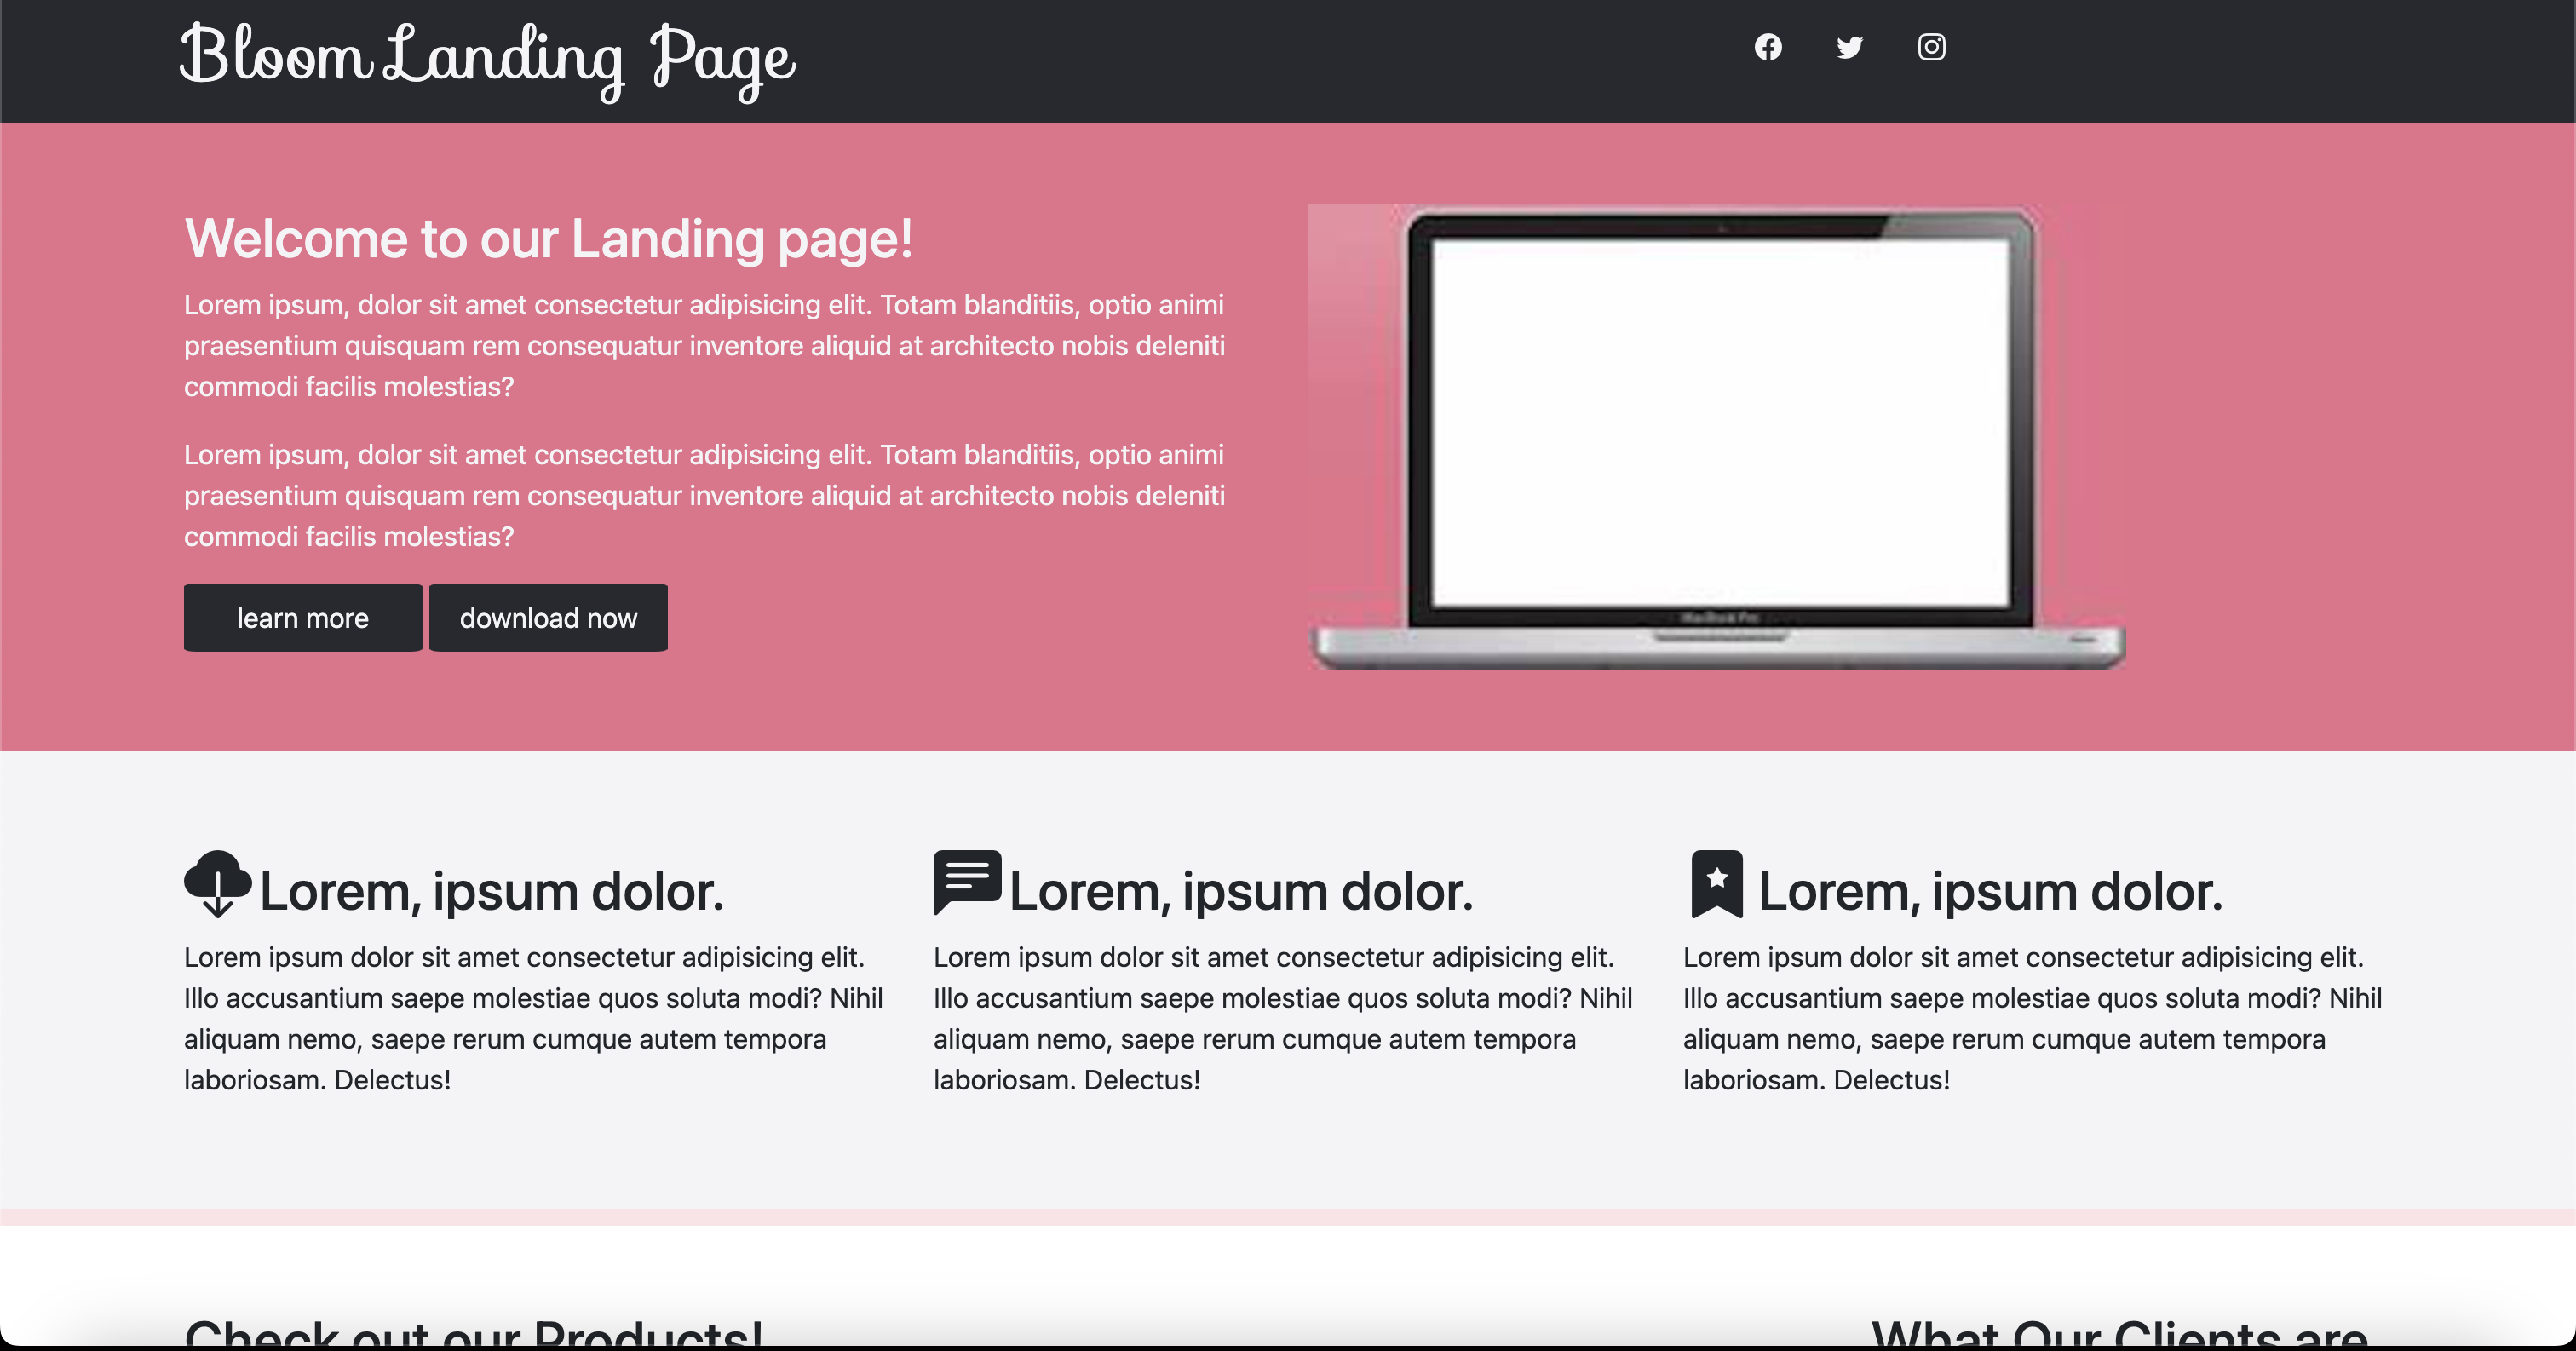 Bloom Landing Page
Welcome to our Landing page!
Lorem ipsum, dolor sit amet consectetur adipisicing elit. Totam blanditiis, optio animi
praesentium quisquam rem consequatur inventore aliquid at architecto nobis deleniti
commodi facilis molestias?
Lorem ipsum, dolor sit amet consectetur adipisicing elit. Totam blanditiis, optio animi
praesentium quisquam rem consequatur inventore aliquid at architecto nobis deleniti
commodi facilis molestias?
learn more
download now
MacBook Pro
Lorem, ipsum dolor.
Lorem ipsum dolor sit amet consectetur adipisicing elit.
Illo accusantium saepe molestiae quos soluta modi? Nihil
aliquam nemo, saepe rerum cumque autem tempora
laboriosam. Delectus!
Lorem, ipsum dolor.
Lorem ipsum dolor sit amet consectetur adipisicing elit.
Illo accusantium saepe molestiae quos soluta modi? Nihil
aliquam nemo, saepe rerum cumque autem tempora
laboriosam. Delectus!
Lorem, ipsum dolor.
Lorem ipsum dolor sit amet consectetur adipisicing elit.
Illo accusantium saepe molestiae quos soluta modi? Nihil
aliquam nemo, saepe rerum cumque autem tempora
laboriosam. Delectus!
Check out our Products!
What Our Clients are